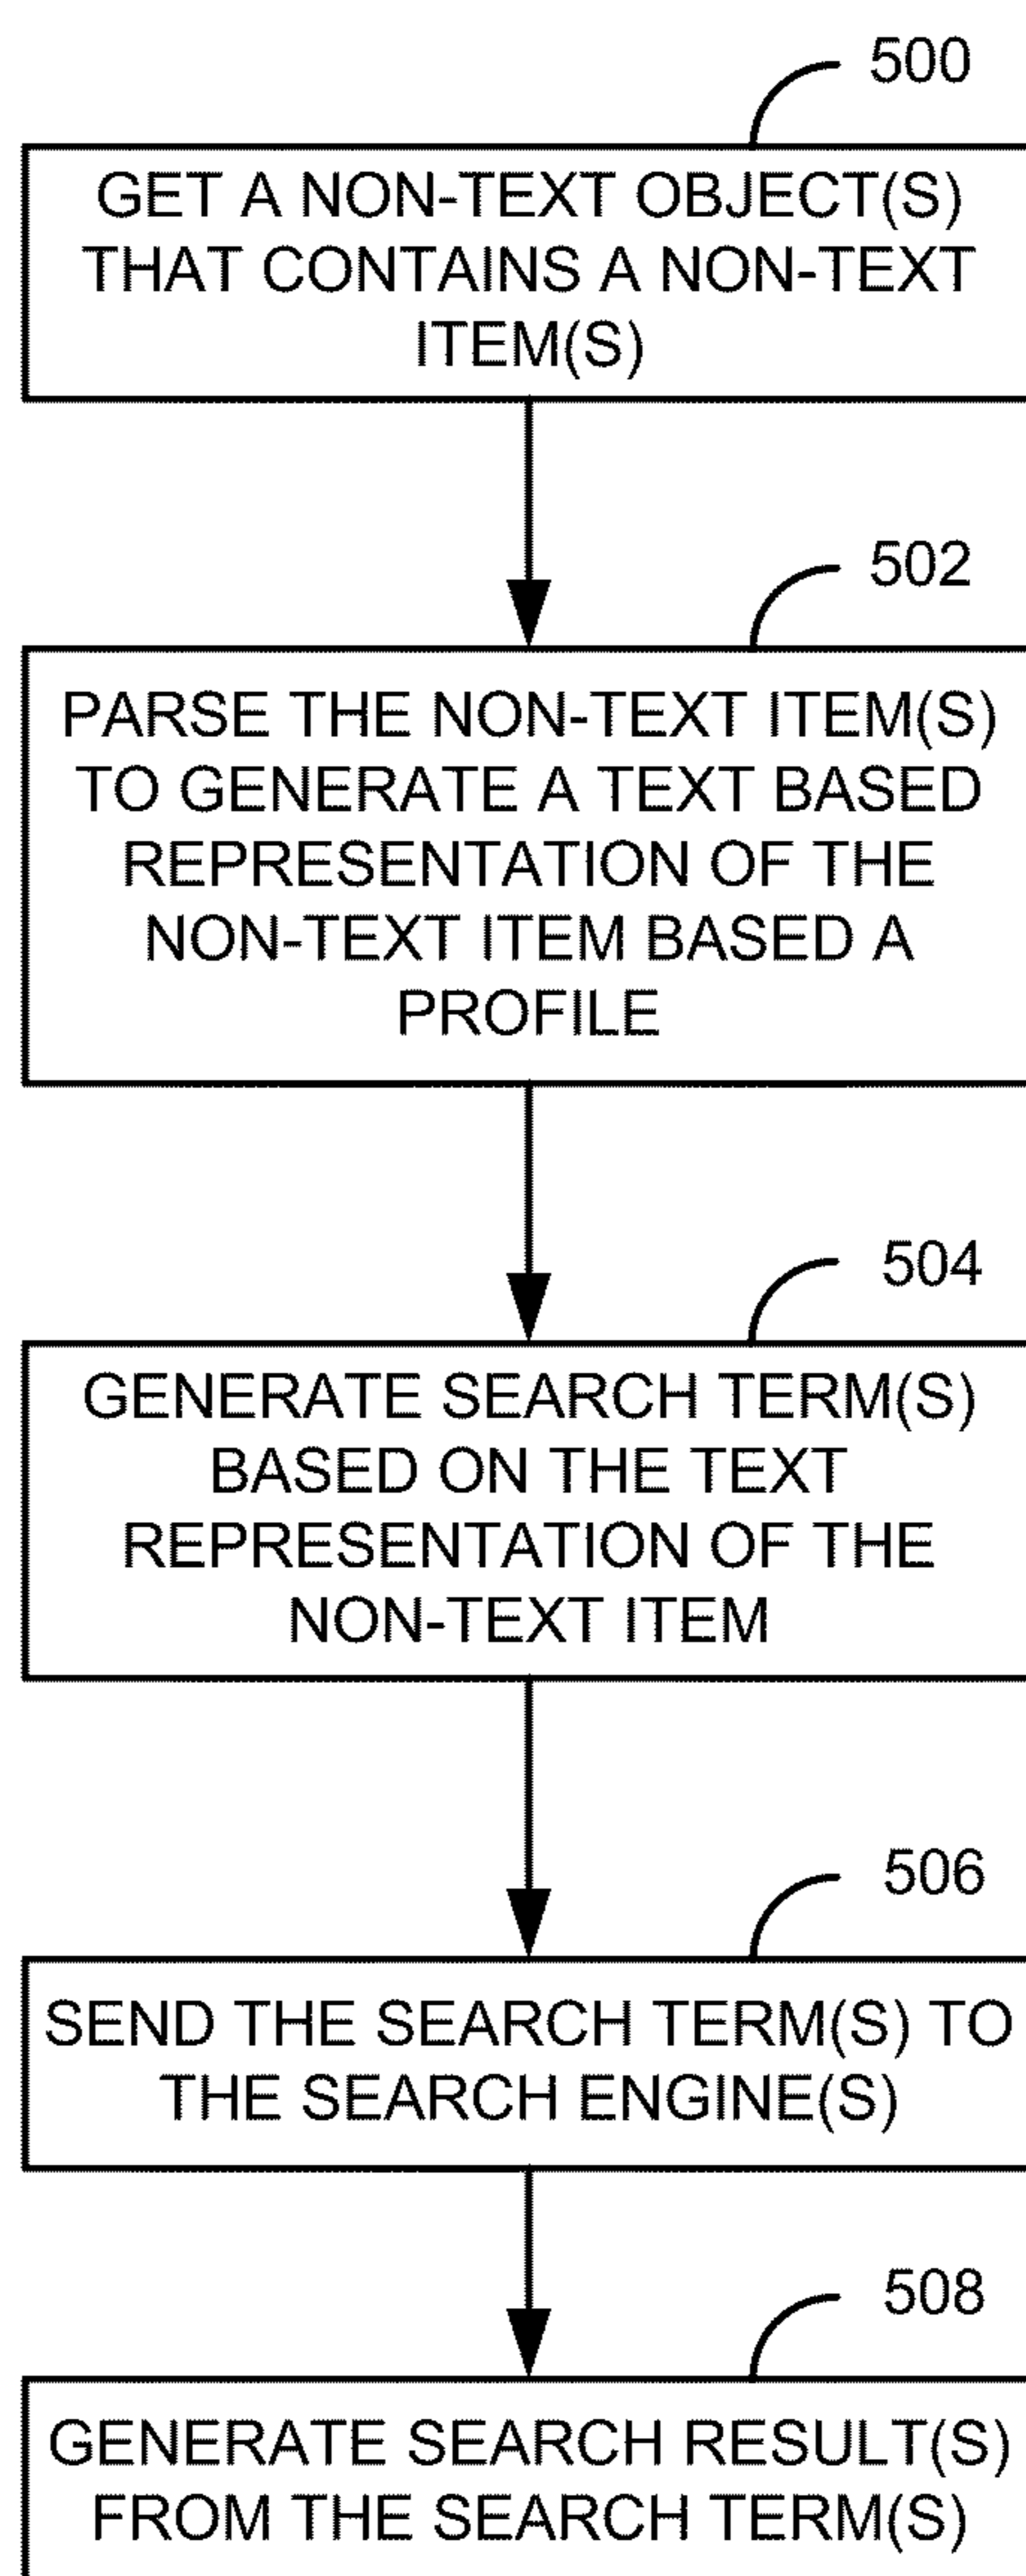 500
GET A NON-TEXT OBJECT(S)
THAT CONTAINS A NON-TEXT
ITEM(S)
502
PARSE THE NON-TEXT ITEM(S)
TO GENERATE A TEXT BASED
REPRESENTATION OF THE
NON-TEXT ITEM BASED A
PROFILE
504
GENERATE SEARCH TERM(S)
BASED ON THE TEXT
REPRESENTATION OF THE
NON-TEXT ITEM
506
SEND THE SEARCH TERM(S) TO
THE SEARCH ENGINE(S)
508
GENERATE SEARCH RESULT(S)
FROM THE SEARCH TERM(S)